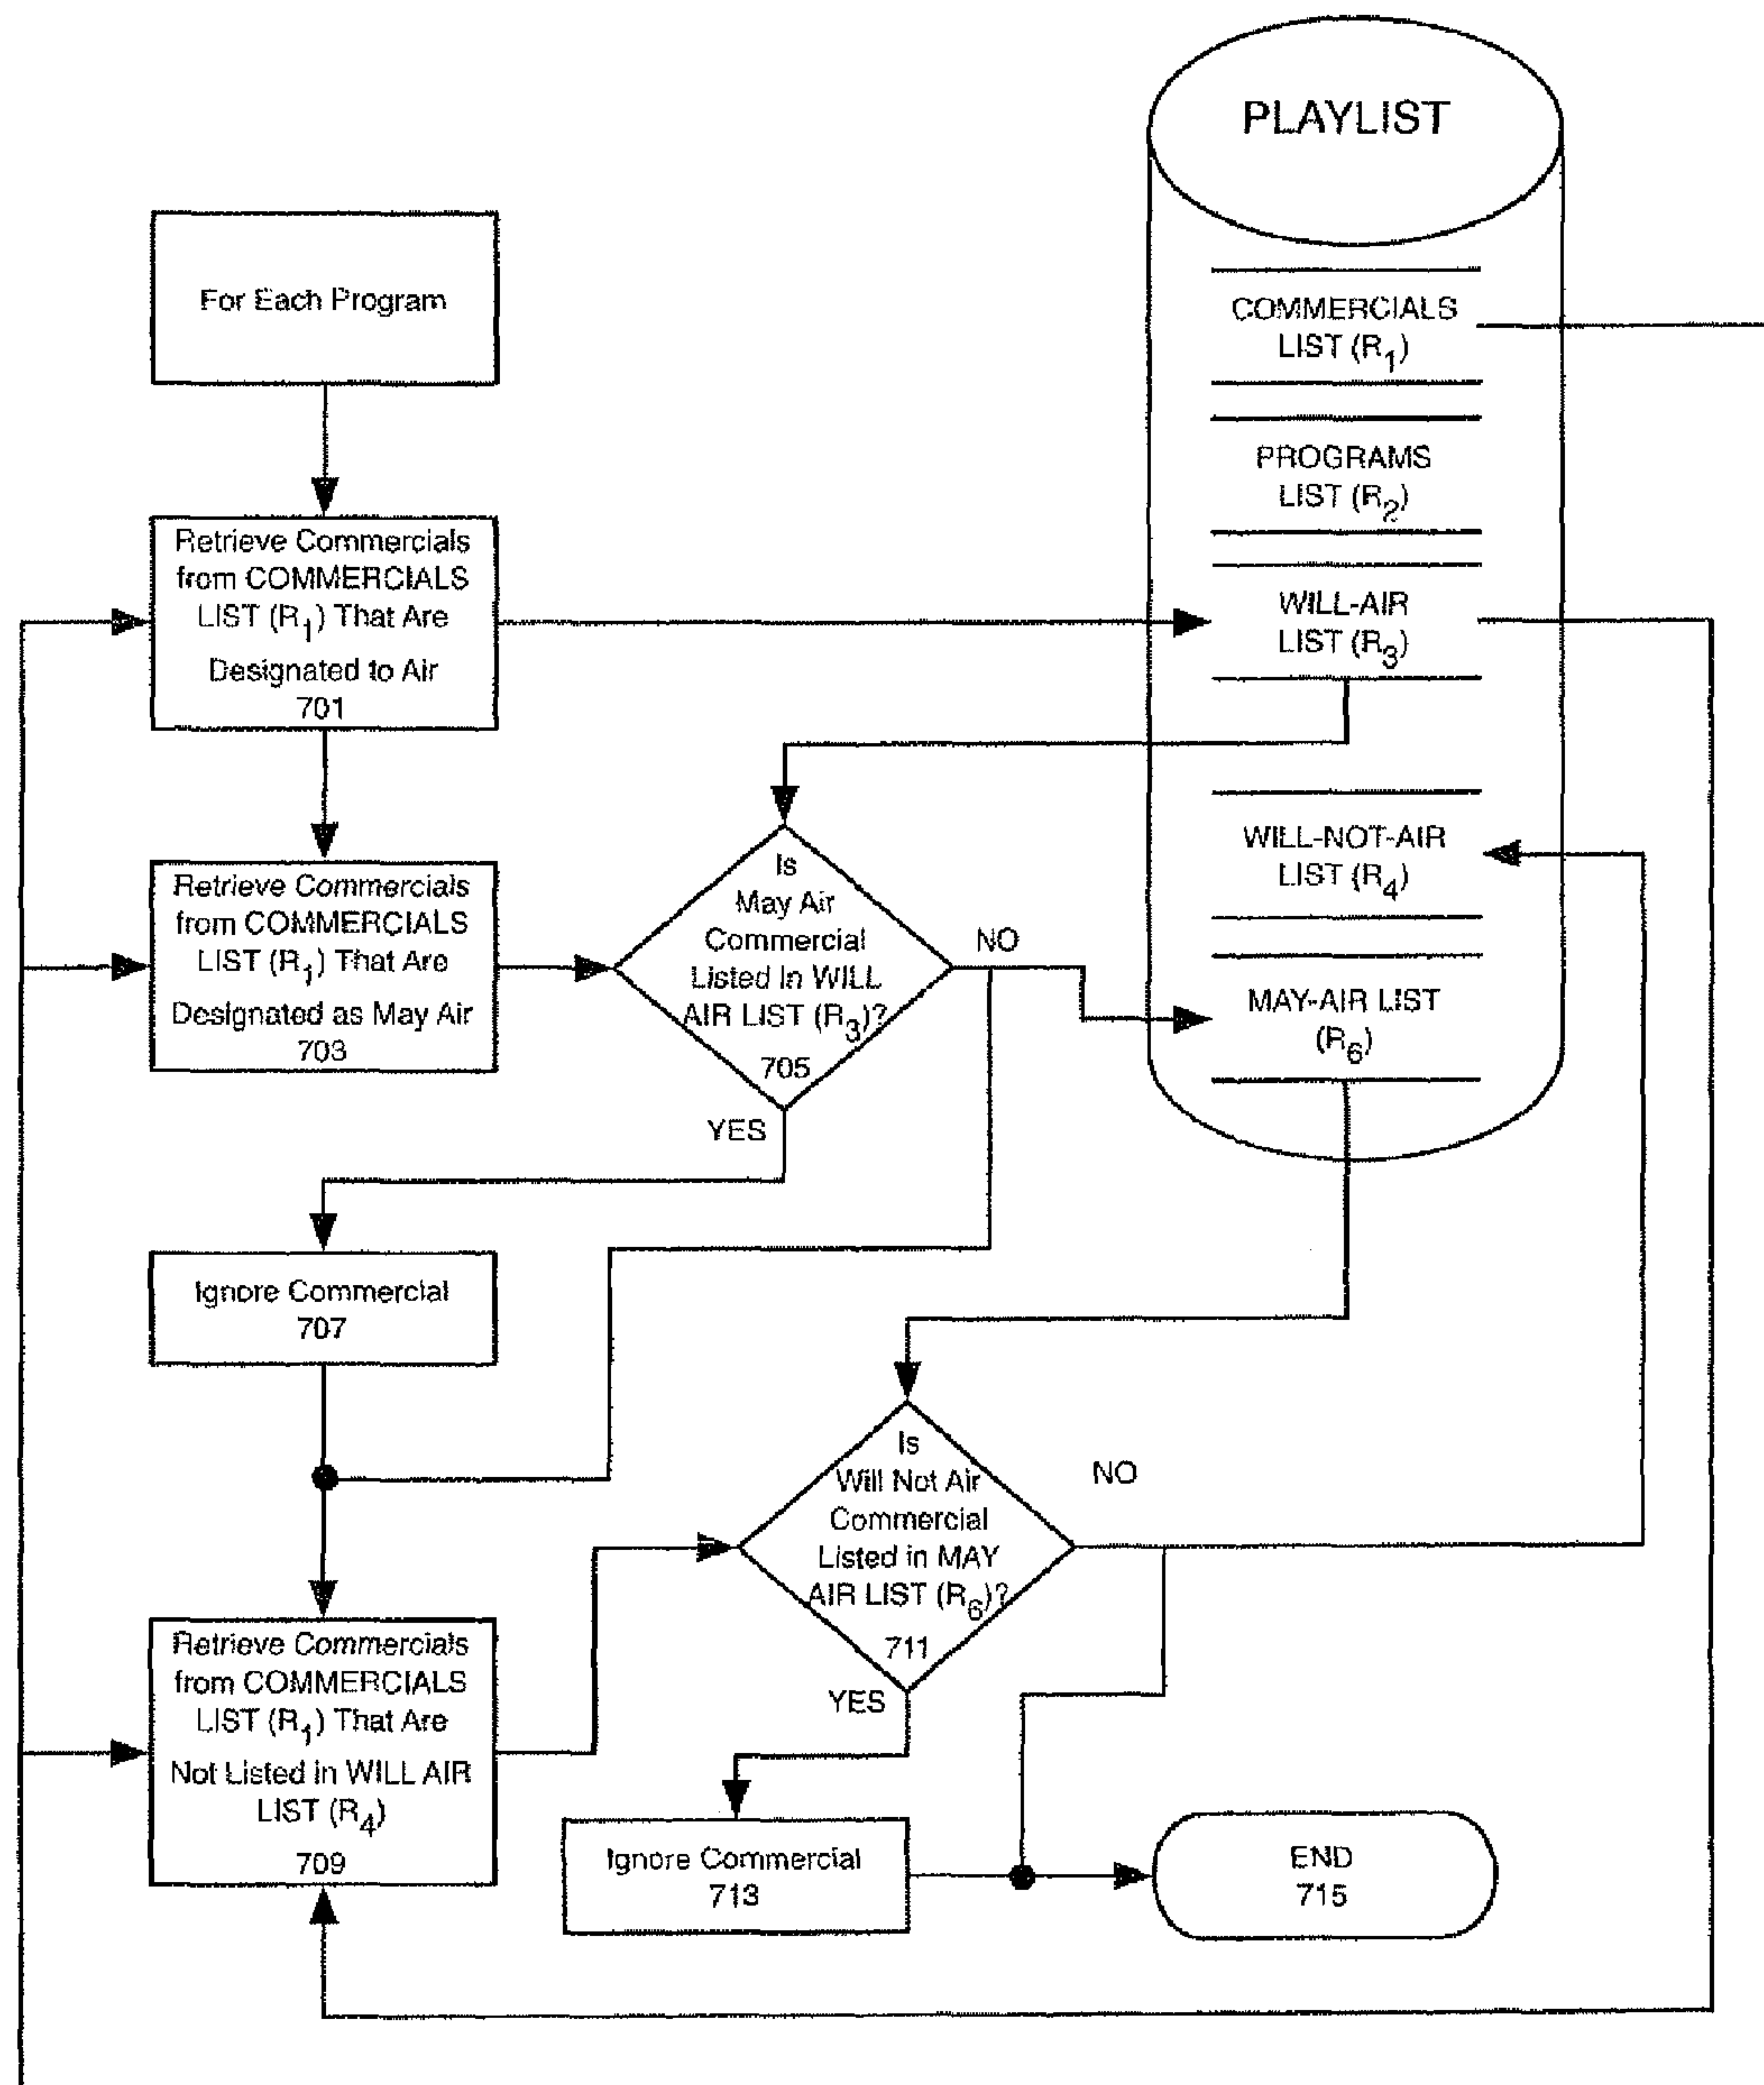 PLAYLIST
COMMERCIALS
LIST (R1)
PROGRAMS
LIST (R2)
WILL-AIR
LIST (R3)
WILL-NOT-AIR
LIST (R4)
MAY-AIR LIST
(R6)
For Each Program
Retrieve Commercials
from COMMERCIALS
LIST (R1) That Are
Designated to Air
701
Retrieve Commercials
from COMMERCIALS
LIST (R1) That Are
Designated as May Air
703
Is
May Air
Commercial
Listed in WILL
AIR LIST (R3)?
705
NO
YES
Ignore Commercial
707
Retrieve Commercials
from COMMERCIALS
LIST (R1) That Are
Not Listed in WILL AIR
LIST (R4)
709
Is
Will Not Air
Commercial
Listed in MAY
AIR LIST (R6)?
711
NO
YES
Ignore Commercial
713
END
715